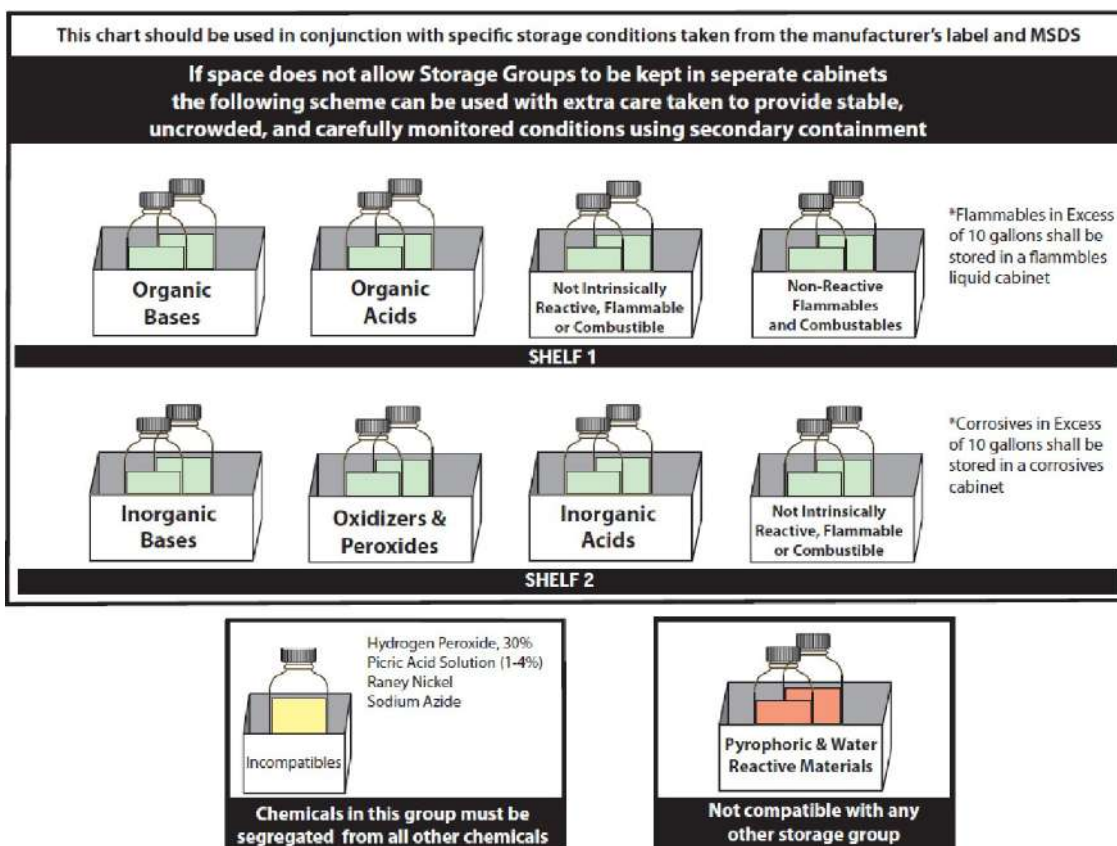 This chart should be used in conjunction with specific storage conditions taken from the manufacturer's label and MSDS
If space does not allow Storage Groups to be kept in seperate cabinets
the following scheme can be used with extra care taken to provide stable,
uncrowded, and carefully monitored conditions using secondary containment
Organic
Bases
Organic
Acids
Not Intrinsically
Reactive, Flammable
or Combustible
Non-Reactive
Flammables
and Combustables
*Flammables in Excess
of 10 gallons shall be
stored in a flammbles
liquid cabinet
SHELF 1
Inorganic
Bases
Oxidizers &
Peroxides
Inorganic
Acids
Not Intrinsically
Reactive, Flammable
or Combustible
*Corrosives in Excess
of 10 gallons shall be
stored in a corrosives
cabinet
SHELF 2
Hydrogen Peroxide, 30%
Picric Acid Solution (1-4%)
Raney Nickel
Sodium Azide
Incompatibles
Chemicals in this group must be
segregated from all other chemicals
Pyrophoric & Water
Reactive Materials
Not compatible with any
other storage group